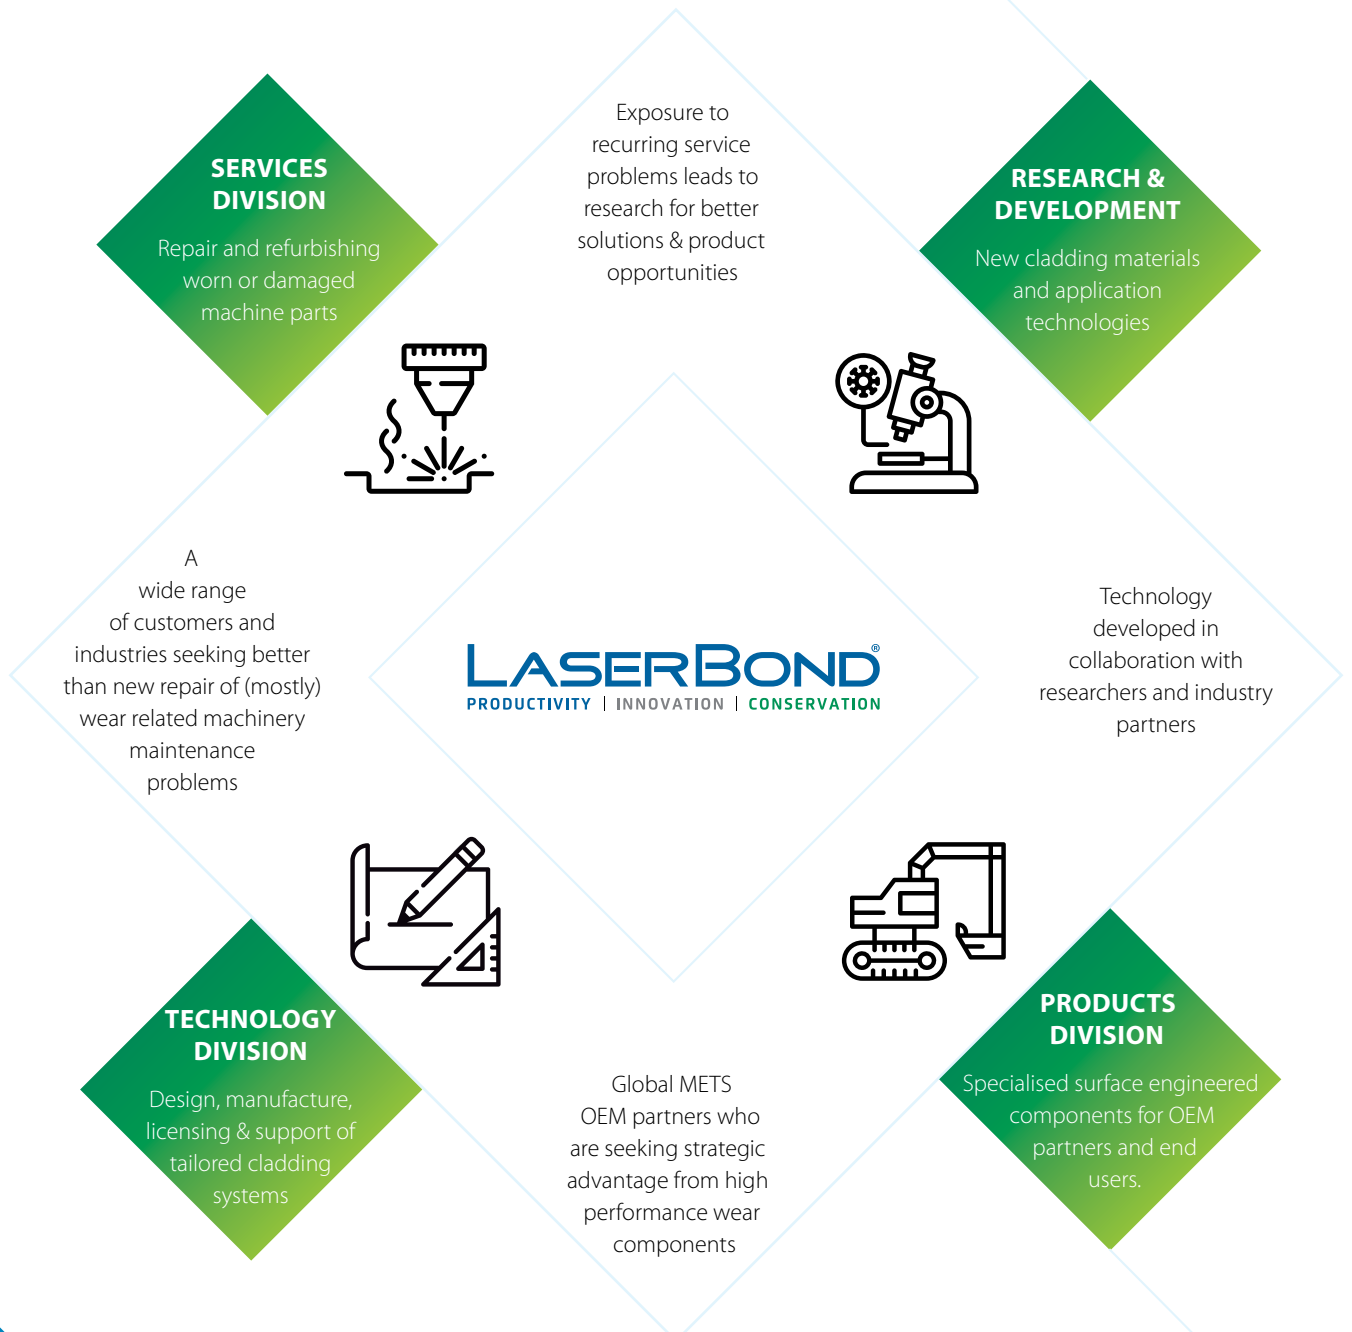 SERVICES
DIVISION
Repair and refurbishing
worn or damaged
machine parts
Exposure to
recurring service
problems leads to
research for better
solutions & product
opportunities
RESEARCH &
DEVELOPMENT
New cladding materials
and application
technologies
A
wide range
of customers and
industries seeking better
than new repair of (mostly)
wear related machinery
maintenance
problems
LASERBOND®
PRODUCTIVITY | INNOVATION | CONSERVATION
Technology
developed in
collaboration with
researchers and industry
partners
TECHNOLOGY
DIVISION
Design, manufacture,
licensing & support of
tailored cladding
systems
Global METS
OEM partners who
are seeking strategic
advantage from high
performance wear
components
PRODUCTS
DIVISION
Specialised surface engineered
components for OEM
partners and end
users.